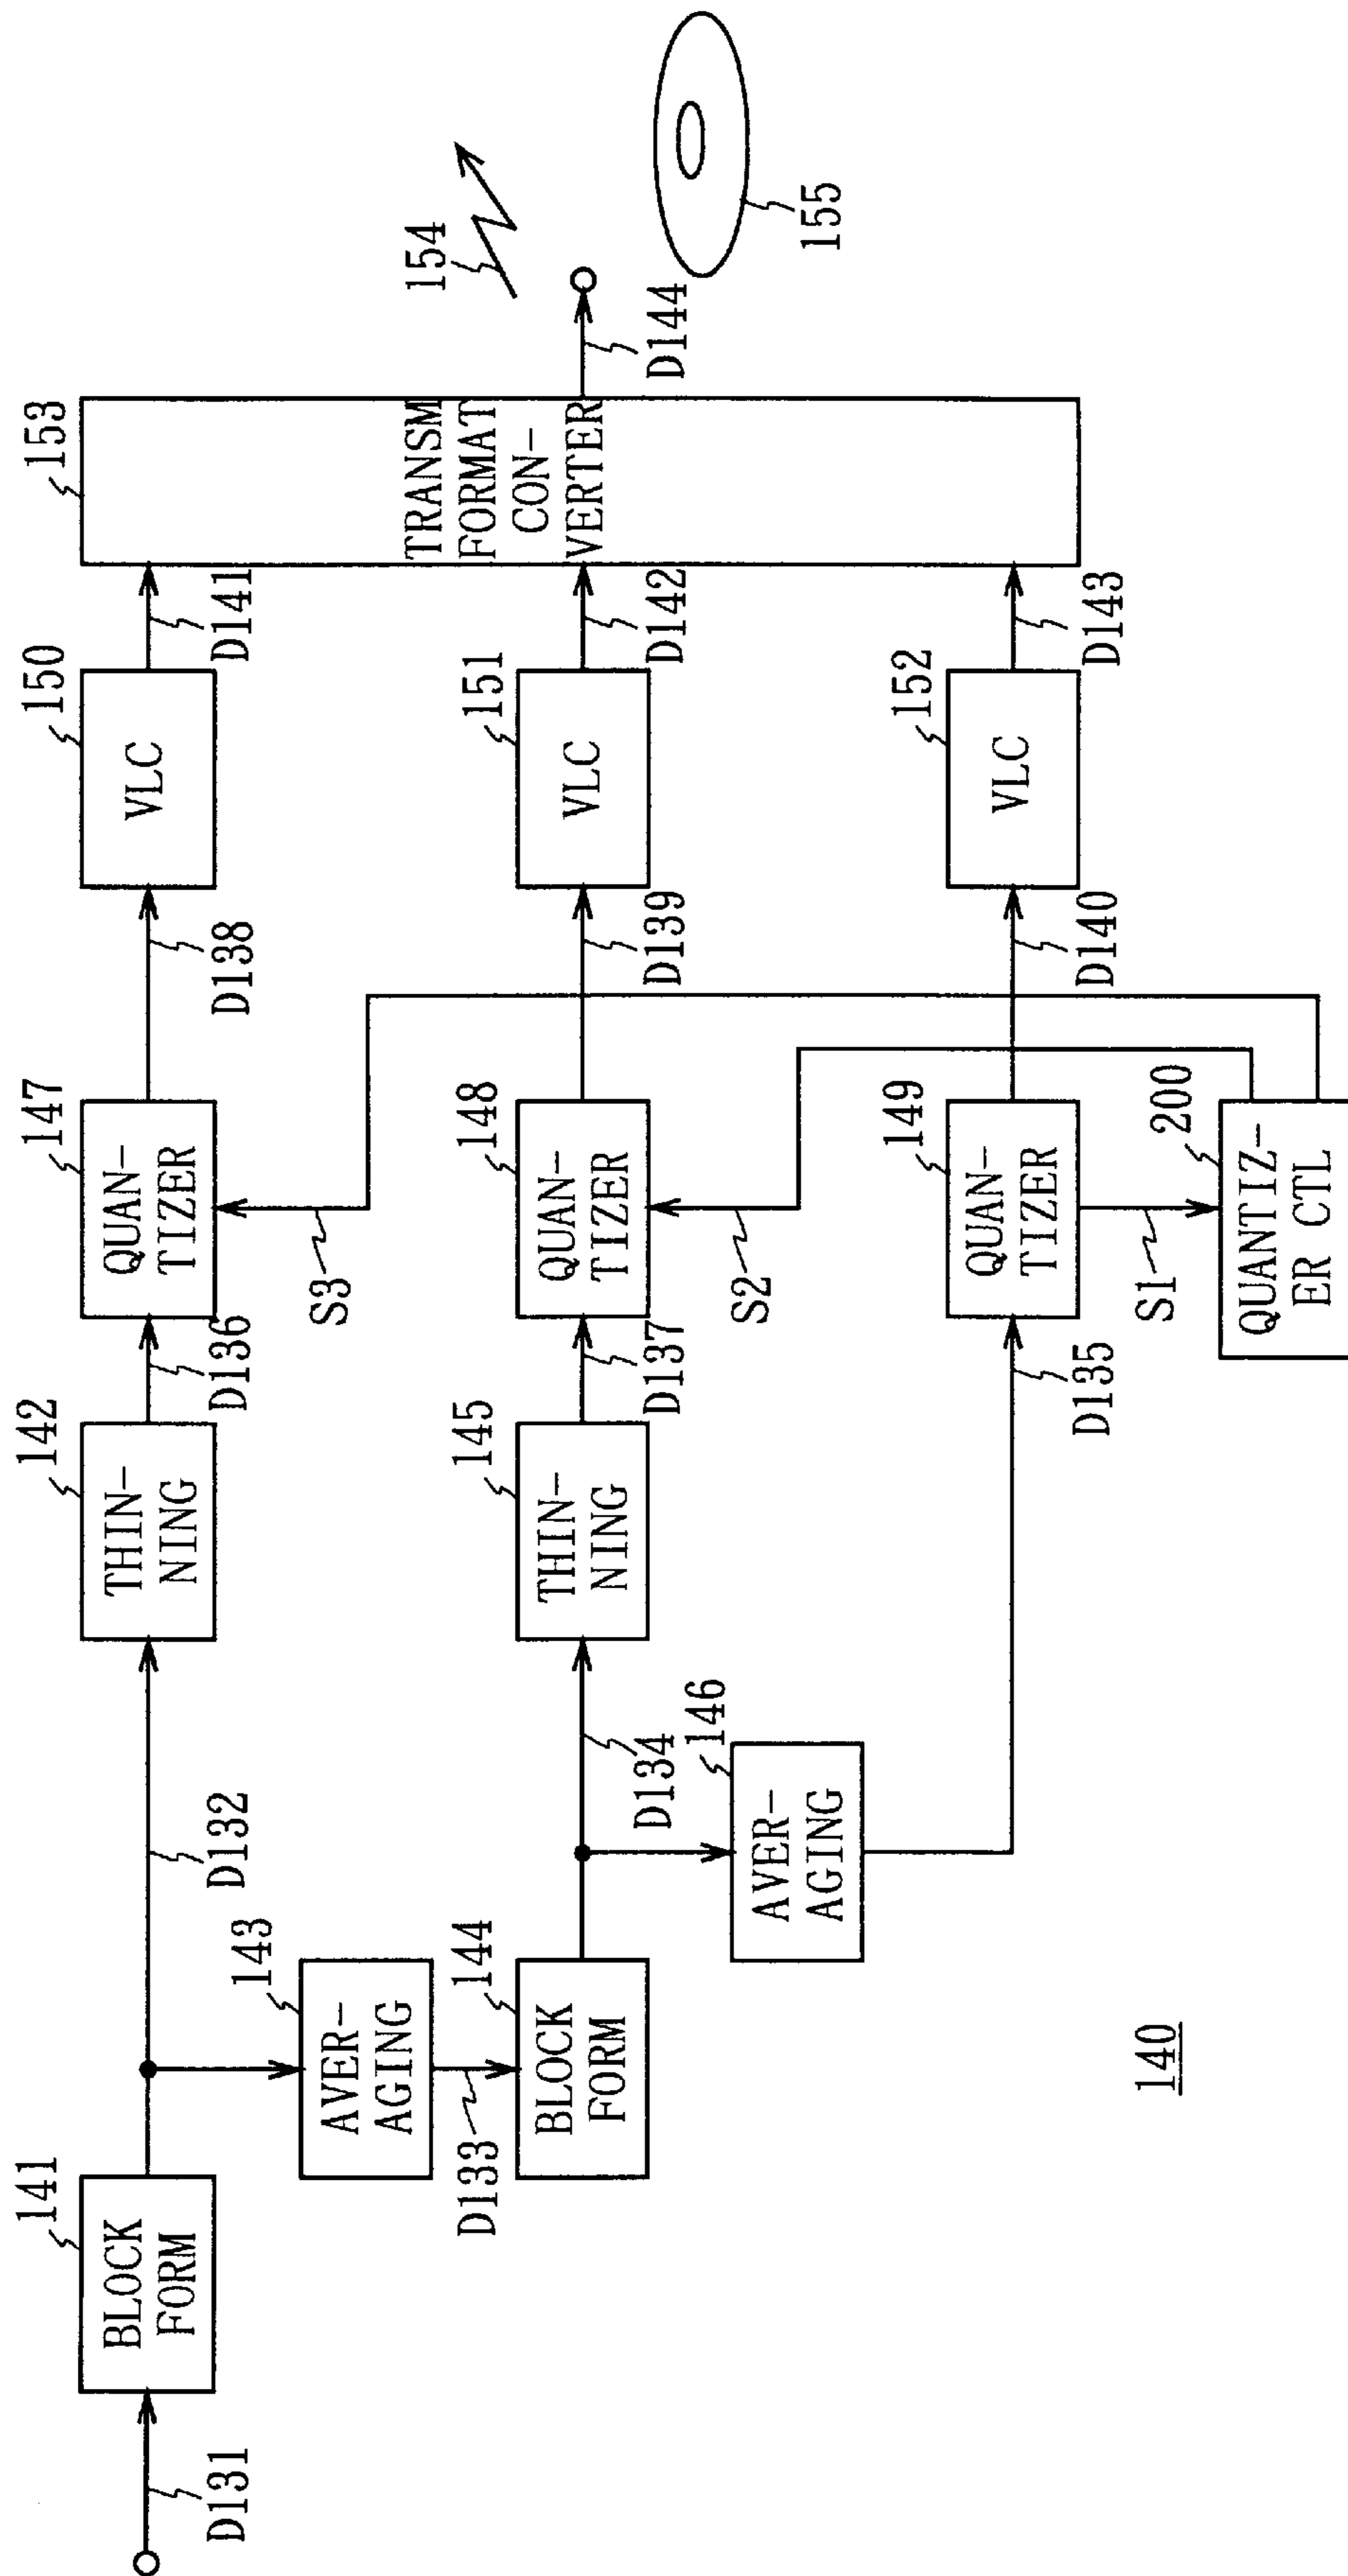 D131
141
BLOCK
FORM
D132
142
THIN-
NING
D136
147
QUAN-
TIZER
D138
150
VLC
D141
153
TRANSM
FORMAT
CON-
VERTER
143
AVER-
AGING
D133
S3
144
BLOCK
FORM
D134
145
THIN-
NING
D137
148
QUAN-
TIZER
D139
151
VLC
D142
D144
154
155
146
AVER-
AGING
S2
D135
149
QUAN-
TIZER
D140
152
VLC
D143
S1
200
QUANTIZ-
ER CTL
140